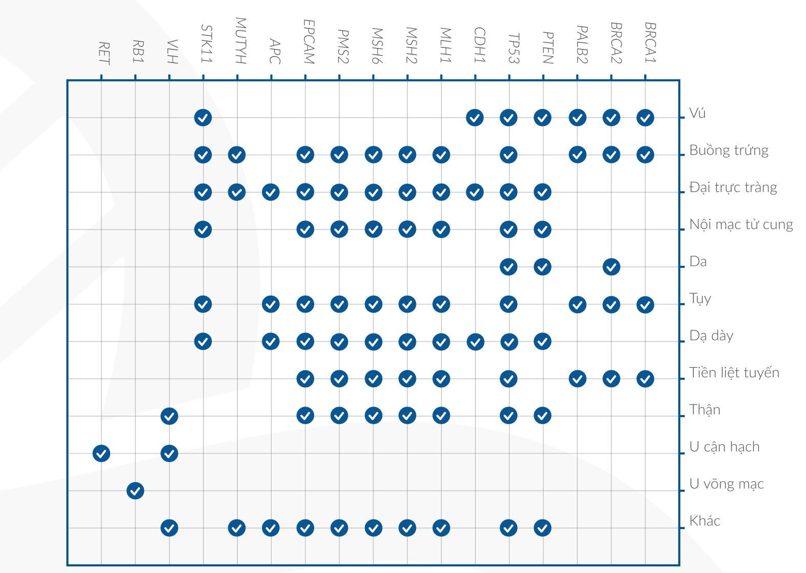 RET
RB1
VLH
STK11
MUTYH
APC
EPCAM
PMS2
MSH6
MSH2
MLH1
CDH1
TP53
PTEN
PALB2
BRCA2
BRCA1
Vú
Buồng trứng
Đại trực tràng
Nội mạc tử cung
Da
Tụy
Dạ dày
Tiền liệt tuyến
Thận
U cận hạch
U võng mạc
Khác